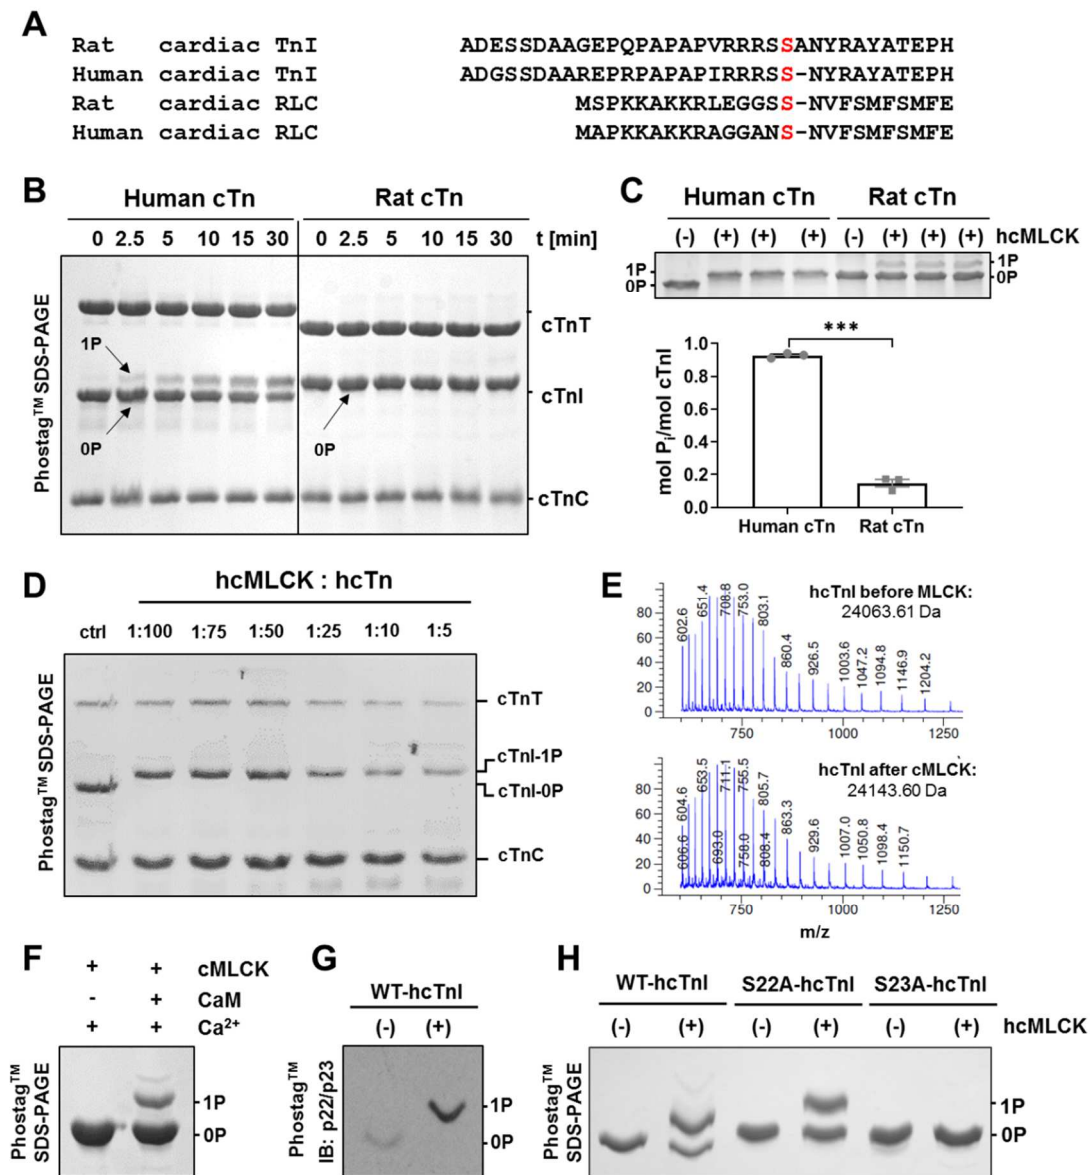 A
Rat cardiac TnI ADESSDAAGEPQPAPAPVRRRSSANYRAYATEPH
Human cardiac TnI ADGSSDAAREPRPAPAPIRRRSS-NYRAYATEPH
Rat cardiac RLC MSPKKAKKRLEGGSS-NVFSMFSMFE
Human cardiac RLC MAPKKAKKRAGGANS-NVFSMFSMFE
B
Human cTn Rat cTn
0 2.5 5 10 15 30 0 2.5 5 10 15 30 t [min]
Phostag™ SDS-PAGE
1P
0P
0P
cTnT
cTnI
cTnC
C
Human cTn Rat cTn
(-) (+) (+) (+) (-) (+) (+) (+) hcMLCK
1P
0P
1P
0P
***
mol Pi/mol cTnI
1.0
0.8
0.6
0.4
0.2
0.0
Human cTn Rat cTn
D
hcMLCK : hcTn
ctrl 1:100 1:75 1:50 1:25 1:10 1:5
Phostag™ SDS-PAGE
cTnT
cTnI-1P
cTnI-0P
cTnC
E
hcTnI before MLCK:
24063.61 Da
80
60
40
20
0
602.6 651.4 708.8 753.0 803.1 860.4 926.5 1003.6 1047.2 1094.8 1146.9 1204.2
750 1000 1250
hcTnI after cMLCK:
24143.60 Da
80
60
40
20
0
604.6 653.5 711.1 755.5 805.7 863.3 929.6 1007.0 1050.8 1098.4 1150.7
606.6 693.0 758.0 808.4
750 1000 1250
m/z
F
+ + cMLCK
- + CaM
+ + Ca²⁺
Phostag™
SDS-PAGE
1P
0P
G
WT-hcTnI
(-) (+)
Phostag™
IB: p22/p23
1P
0P
H
WT-hcTnI S22A-hcTnI S23A-hcTnI
(-) (+) (-) (+) (-) (+) hcMLCK
Phostag™
SDS-PAGE
1P
0P